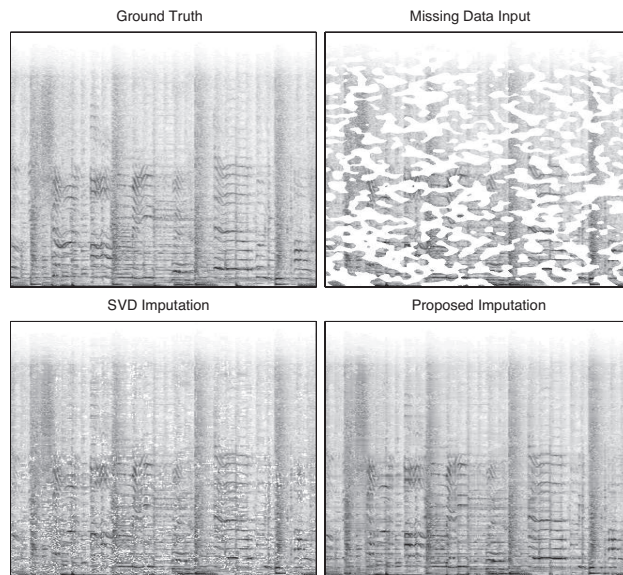 Ground Truth
Missing Data Input
SVD Imputation
Proposed Imputation